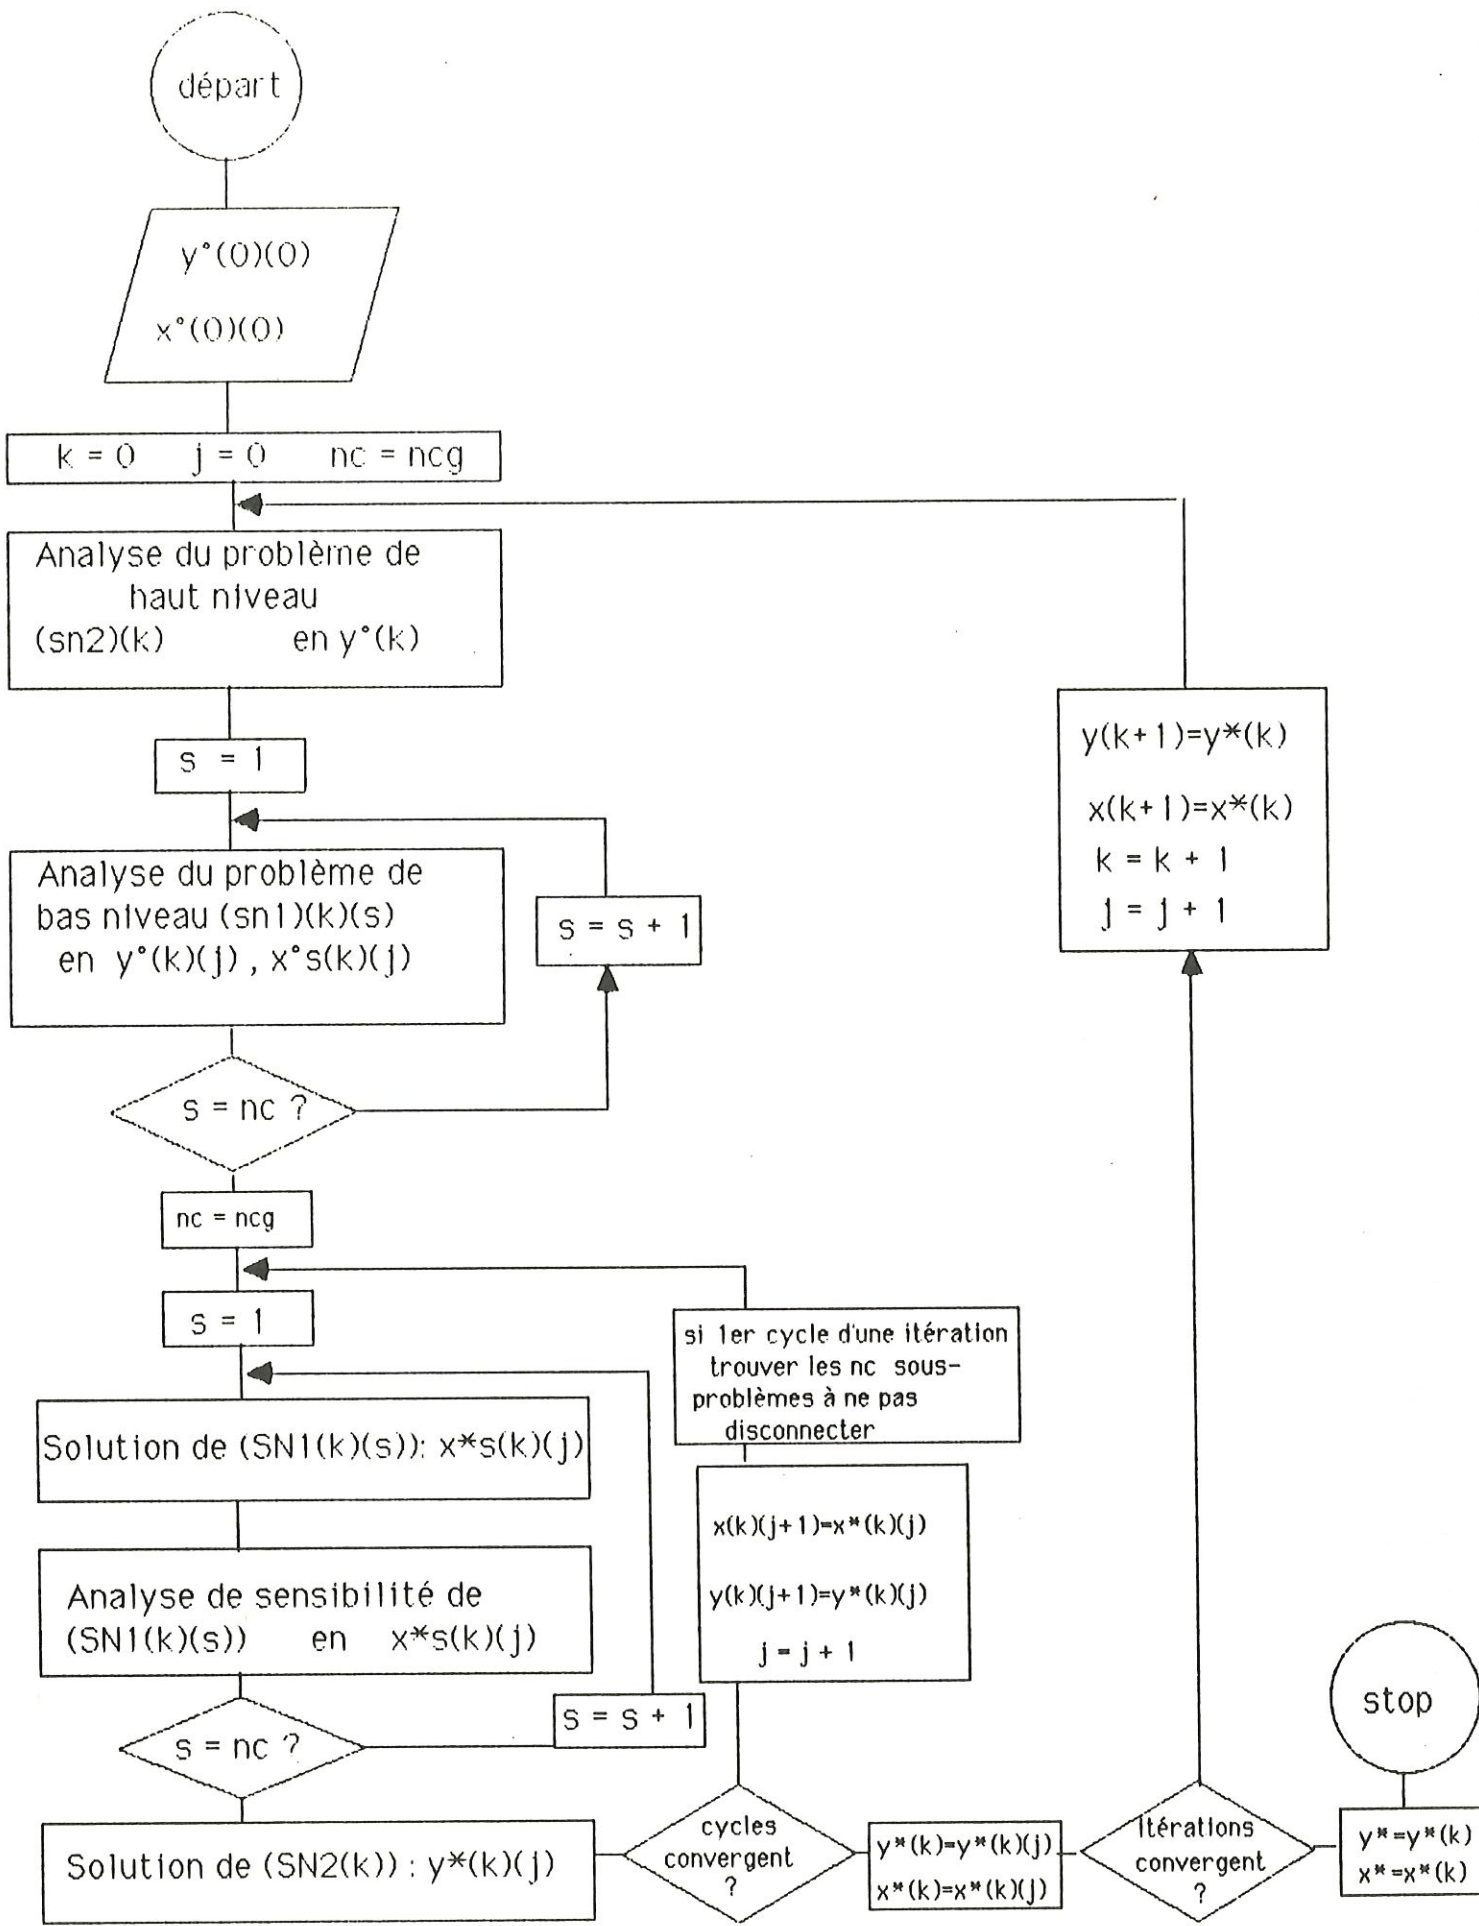 départ
y°(0)(0)
x°(0)(0)
k = 0 j = 0 nc = ncg
Analyse du problème de
haut niveau
(sn2)(k) en y°(k)
s = 1
Analyse du problème de
bas niveau (sn1)(k)(s)
en y°(k)(j) , x°s(k)(j)
s = s + 1
s = nc ?
nc = ncg
s = 1
Solution de (SN1(k)(s)): x*s(k)(j)
Analyse de sensibilité de
(SN1(k)(s)) en x*s(k)(j)
s = s + 1
s = nc ?
Solution de (SN2(k)) : y*(k)(j)
cycles
convergent
?
si 1er cycle d'une itération
trouver les nc sous-
problèmes à ne pas
disconnecter
x(k)(j+1)=x*(k)(j)
y(k)(j+1)=y*(k)(j)
j = j + 1
y*(k)=y*(k)(j)
x*(k)=x*(k)(j)
Itérations
convergent
?
y(k+1)=y*(k)
x(k+1)=x*(k)
k = k + 1
j = j + 1
y*=y*(k)
x*=x*(k)
stop